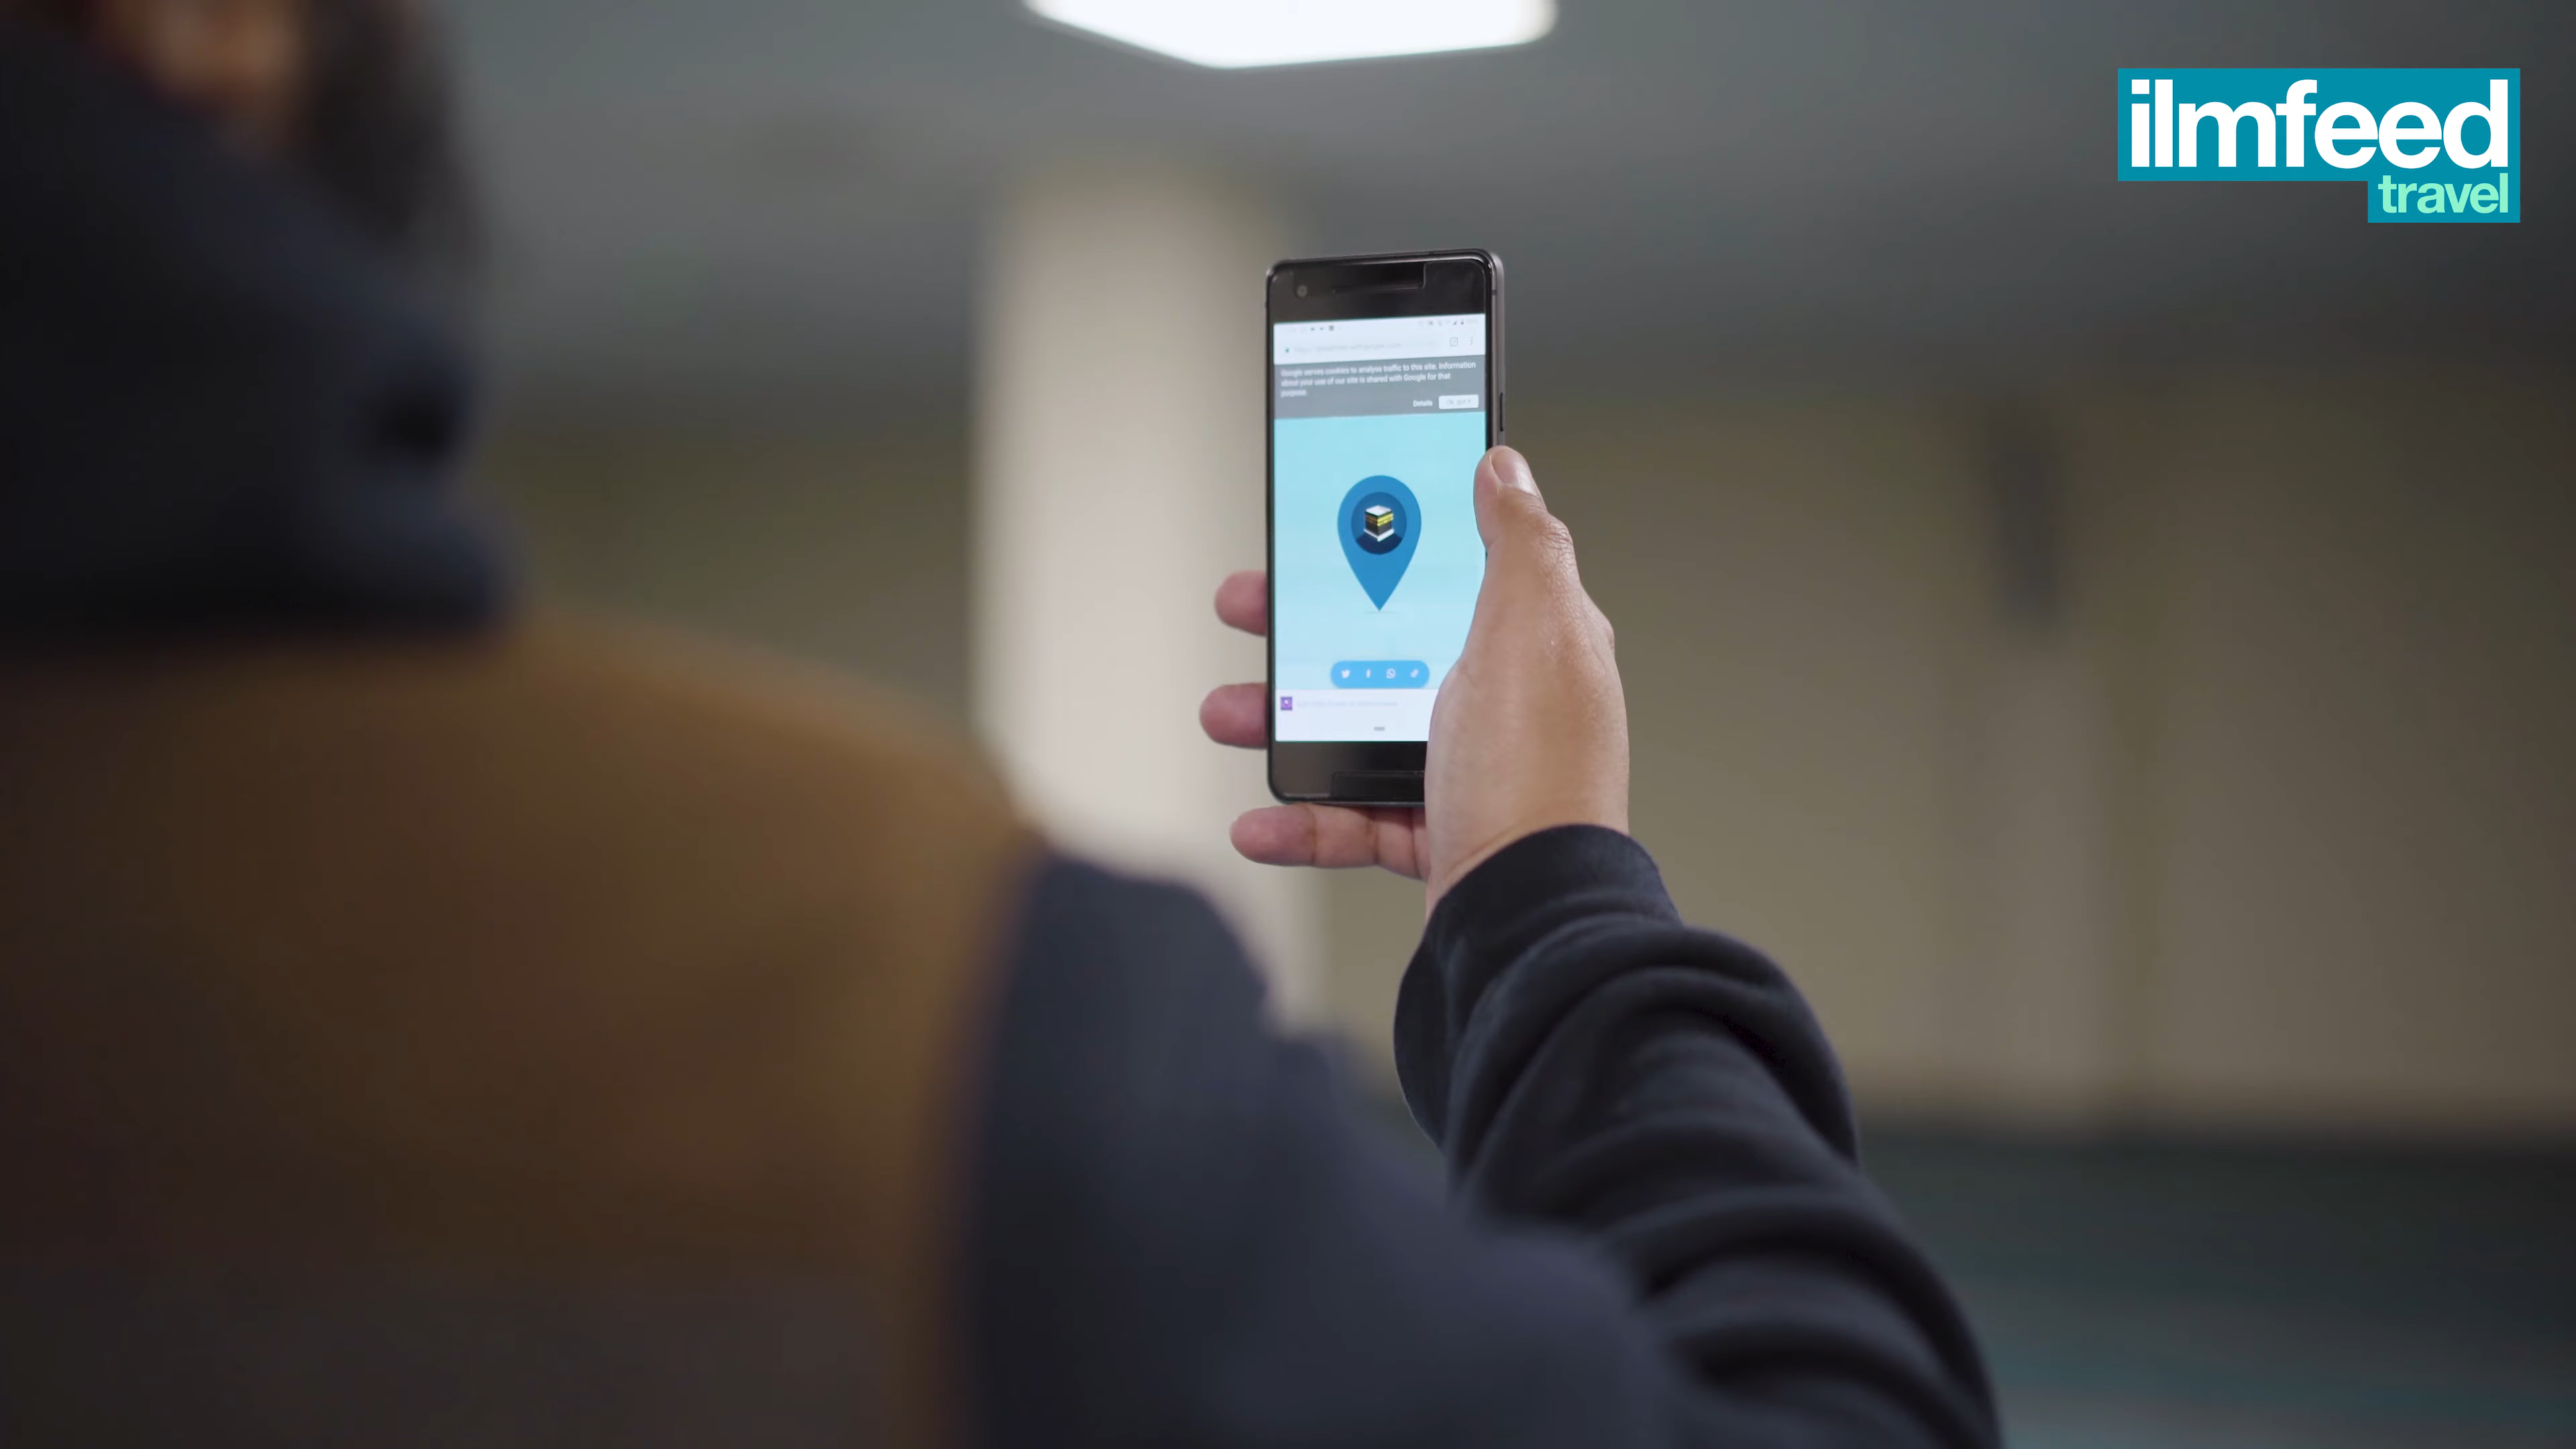 ilmfeed
travel
Google serves cookies to analyse traffic to this site. Information
about your use of our site is shared with Google for that
purpose.
Details